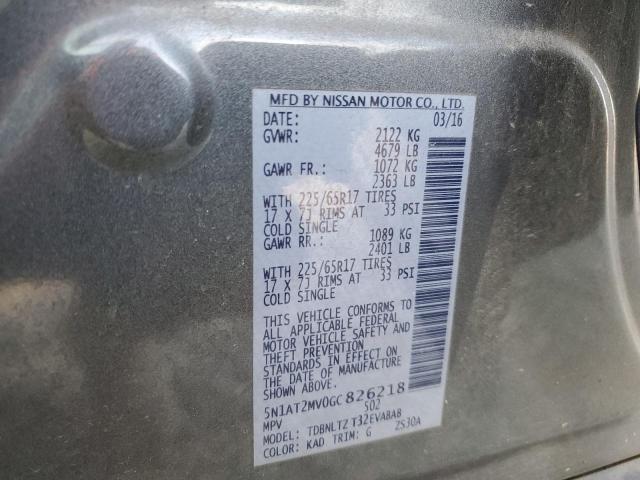 MFD BY NISSAN MOTOR CO., LTD.
DATE: 03/16
GVWR: 2122 KG
4679 LB
GAWR FR.: 1072 KG
2363 LB
WITH 225/65R17 TIRES
17 X 7J RIMS AT 33 PSI
COLD SINGLE
GAWR RR.: 1089 KG
2401 LB
WITH 225/65R17 TIRES
17 X 7J RIMS AT 33 PSI
COLD SINGLE
THIS VEHICLE CONFORMS TO
ALL APPLICABLE FEDERAL
MOTOR VEHICLE SAFETY AND
THEFT PREVENTION
STANDARDS IN EFFECT ON
THE DATE OF MANUFACTURE
SHOWN ABOVE.
5N1AT2MV0GC826218
MPV 502
MODEL: TDBNLTZ T32EVABAB
COLOR: KAD TRIM: G ZS30A